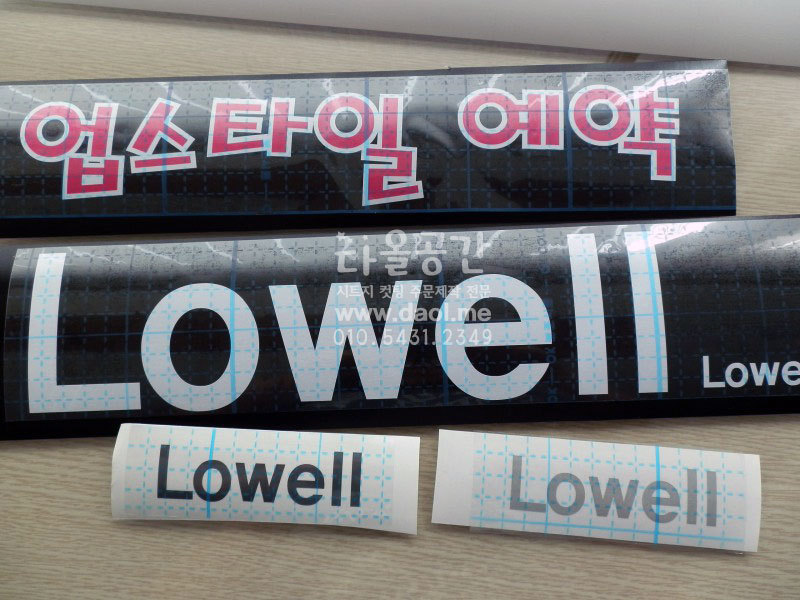 업스타일 예약
Lowell
다올공간
시트지 컷팅 주문제작 전문
www.daol.me
010.5431.2349
Lowe
Lowell
Lowell